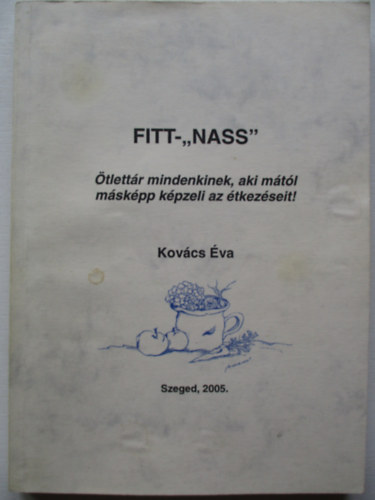 FITT-„NASS”
Ötlettár mindenkinek, aki mától
másképp képzeli az étkezéseit!
Kovács Éva
Szeged, 2005.